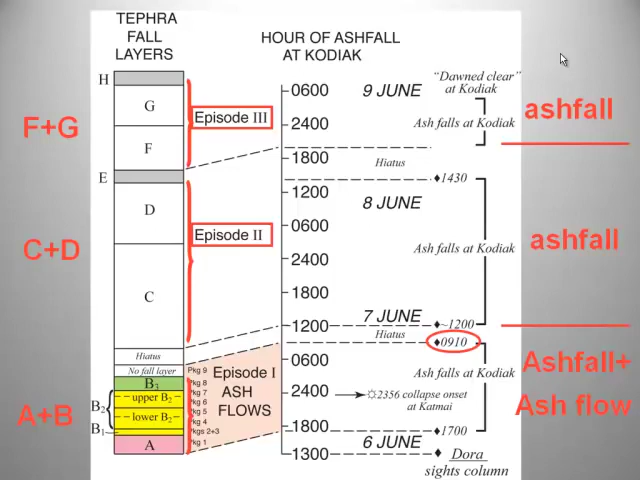 TEPHRA
FALL
LAYERS
HOUR OF ASHFALL
AT KODIAK
H
G
F
E
D
C
Hiatus
No fall layer
B3
upper B2
B2
lower B2
B1
A
F+G
C+D
A+B
Episode III
Episode II
Episode I
ASH
FLOWS
Pkg 9
Pkg 8
Pkg 7
Pkg 6
Pkg 5
Pkg 4
Pkgs 2+3
Pkg 1
0600
2400
1800
1200
0600
2400
1800
1200
0600
2400
1800
1300
9 JUNE
8 JUNE
7 JUNE
6 JUNE
"Dawned clear"
at Kodiak
Ash falls at Kodiak
Hiatus
♦1430
Ash falls at Kodiak
♦~1200
Hiatus
♦0910
Ash falls at Kodiak
2356 collapse onset
at Katmai
♦1700
♦ Dora
sights column
ashfall
ashfall
Ashfall+
Ash flow